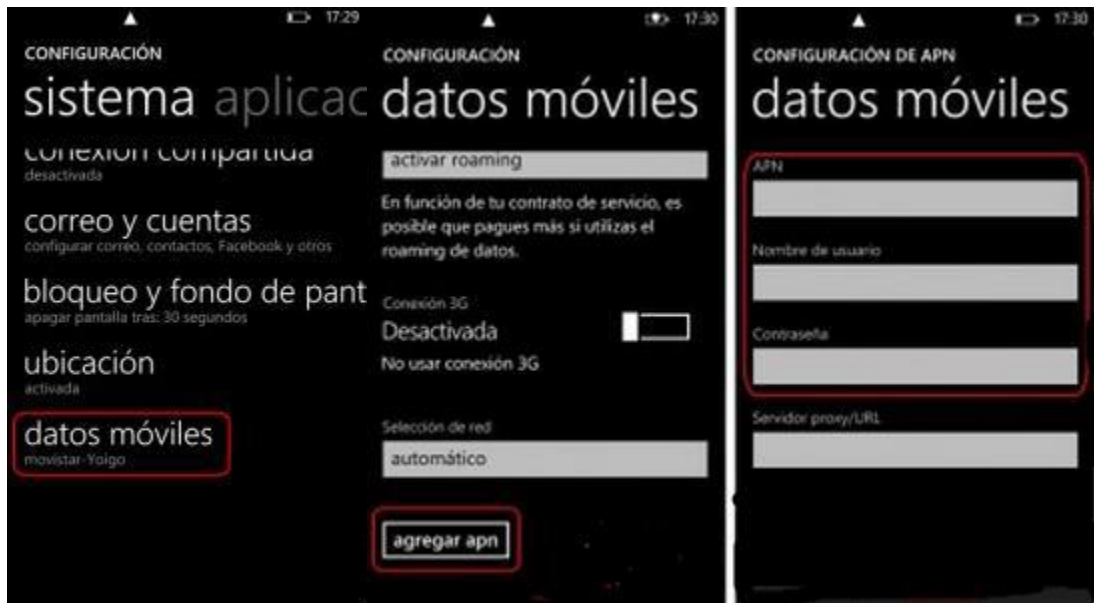 17:29
CONFIGURACIÓN
sistema aplicac
conexión compartida
desactivada
correo y cuentas
configurar correo, contactos, Facebook y otros
bloqueo y fondo de pant
apagar pantalla tras: 30 segundos
ubicación
activada
datos móviles
movistar-Yoigo
17:30
CONFIGURACIÓN
datos móviles
activar roaming
En función de tu contrato de servicio, es
posible que pagues más si utilizas el
roaming de datos.
Conexión 3G
Desactivada
No usar conexión 3G
Selección de red
automático
agregar apn
17:30
CONFIGURACIÓN DE APN
datos móviles
APN
Nombre de usuario
Contraseña
Servidor proxy/URL